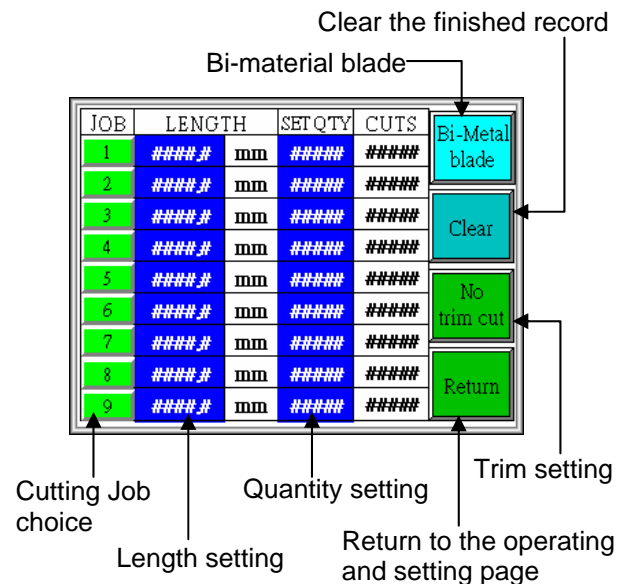 Clear the finished record
Bi-material blade
JOB LENGTH SET Q'TY CUTS
1 ####.# mm ##### #####
2 ####.# mm ##### #####
3 ####.# mm ##### #####
4 ####.# mm ##### #####
5 ####.# mm ##### #####
6 ####.# mm ##### #####
7 ####.# mm ##### #####
8 ####.# mm ##### #####
9 ####.# mm ##### #####
Bi-Metal
blade
Clear
No
trim cut
Return
Cutting Job
choice
Length setting
Quantity setting
Trim setting
Return to the operating
and setting page